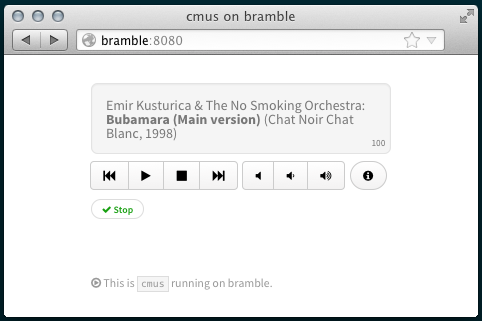 cmus on bramble
bramble:8080
Emir Kusturica & The No Smoking Orchestra:
Bubamara (Main version) (Chat Noir Chat
Blanc, 1998)
100
Stop
This is cmus running on bramble.